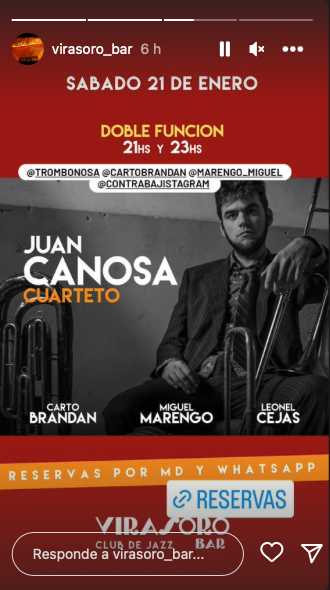 virasoro_bar 6 h
SABADO 21 DE ENERO
DOBLE FUNCION
21HS Y 23HS
@TROMBONOSA @CARTOBRANDAN @MARENGO_MIGUEL
@CONTRABAJISTAGRAM
JUAN
CANOSA
CUARTETO
CARTO
BRANDAN
MIGUEL
MARENGO
LEONEL
CEJAS
RESERVAS POR MD Y WHATSAPP
RESERVAS
VIRASORO
CLUB DE JAZZ BAR
Responde a virasoro_bar...